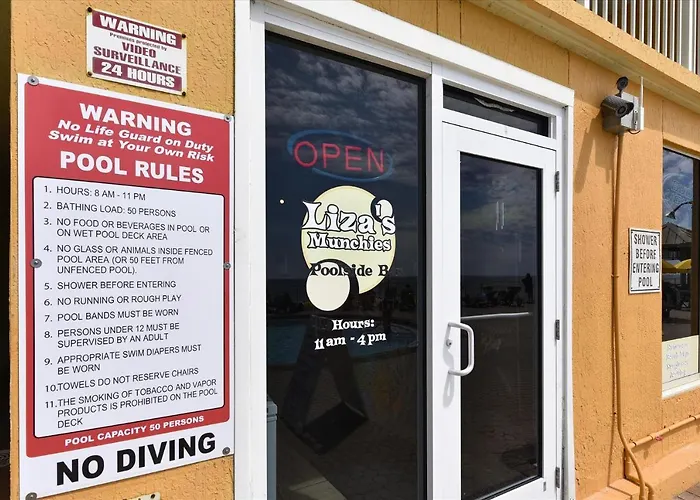 WARNING
Premises protected by
VIDEO
SURVEILLANCE
24 HOURS
WARNING
No Life Guard on Duty
Swim at Your Own Risk
POOL RULES
1. HOURS: 8 AM - 11 PM
2. BATHING LOAD: 50 PERSONS
3. NO FOOD OR BEVERAGES IN POOL OR
ON WET POOL DECK AREA
4. NO GLASS OR ANIMALS INSIDE FENCED
POOL AREA (OR 50 FEET FROM
UNFENCED POOL).
5. SHOWER BEFORE ENTERING
6. NO RUNNING OR ROUGH PLAY
7. POOL BANDS MUST BE WORN
8. PERSONS UNDER 12 MUST BE
SUPERVISED BY AN ADULT
9. APPROPRIATE SWIM DIAPERS MUST
BE WORN
10. TOWELS DO NOT RESERVE CHAIRS
11. THE SMOKING OF TOBACCO AND VAPOR
PRODUCTS IS PROHIBITED ON THE POOL
DECK
POOL CAPACITY 50 PERSONS
NO DIVING
OPEN
Liza's
Munchies
Poolside B
Hours:
11 am - 4 pm
SHOWER
BEFORE
ENTERING
POOL